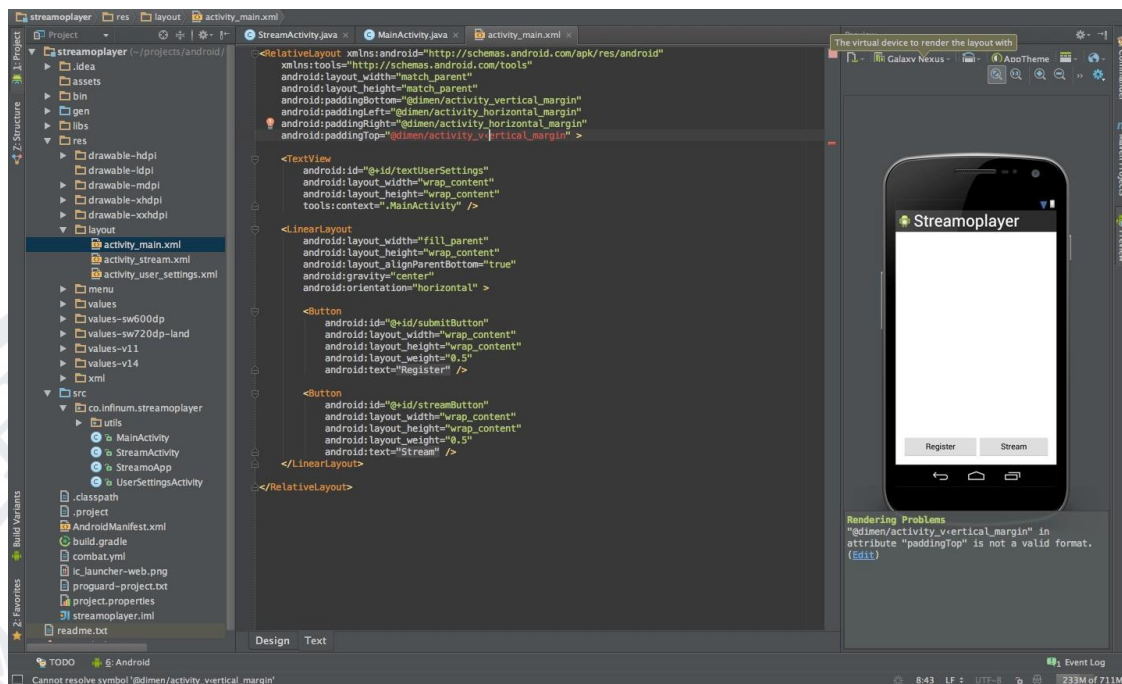 streamoplayer res layout activity_main.xml
Project
StreamActivity.java × MainActivity.java × activity_main.xml ×
The virtual device to render the layout with
1: Project
Z: Structure
Build Variants
2: Favorites
streamoplayer (~/projects/android/
.idea
assets
bin
gen
libs
res
drawable-hdpi
drawable-ldpi
drawable-mdpi
drawable-xhdpi
drawable-xxhdpi
layout
activity_main.xml
activity_stream.xml
activity_user_settings.xml
menu
values
values-sw600dp
values-sw720dp-land
values-v11
values-v14
xml
src
co.infinum.streamoplayer
utils
MainActivity
StreamActivity
StreamoApp
UserSettingsActivity
.classpath
.project
AndroidManifest.xml
build.gradle
combat.yml
ic_launcher-web.png
proguard-project.txt
project.properties
streamoplayer.iml
readme.txt
<RelativeLayout xmlns:android="http://schemas.android.com/apk/res/android"
xmlns:tools="http://schemas.android.com/tools"
android:layout_width="match_parent"
android:layout_height="match_parent"
android:paddingBottom="@dimen/activity_vertical_margin"
android:paddingLeft="@dimen/activity_horizontal_margin"
android:paddingRight="@dimen/activity_horizontal_margin"
android:paddingTop="@dimen/activity_v‹ertical_margin" >
<TextView
android:id="@+id/textUserSettings"
android:layout_width="wrap_content"
android:layout_height="wrap_content"
tools:context=".MainActivity" />
<LinearLayout
android:layout_width="fill_parent"
android:layout_height="wrap_content"
android:layout_alignParentBottom="true"
android:gravity="center"
android:orientation="horizontal" >
<Button
android:id="@+id/submitButton"
android:layout_width="wrap_content"
android:layout_height="wrap_content"
android:layout_weight="0.5"
android:text="Register" />
<Button
android:id="@+id/streamButton"
android:layout_width="wrap_content"
android:layout_height="wrap_content"
android:layout_weight="0.5"
android:text="Stream" />
</LinearLayout>
</RelativeLayout>
Design Text
Galaxy Nexus AppTheme
Streamoplayer
Register Stream
Rendering Problems
"@dimen/activity_v‹ertical_margin" in
attribute "paddingTop" is not a valid format.
(Edit)
TODO 6: Android 1 Event Log
Cannot resolve symbol '@dimen/activity_v‹ertical_margin' 8:43 LF UTF-8 233M of 711M